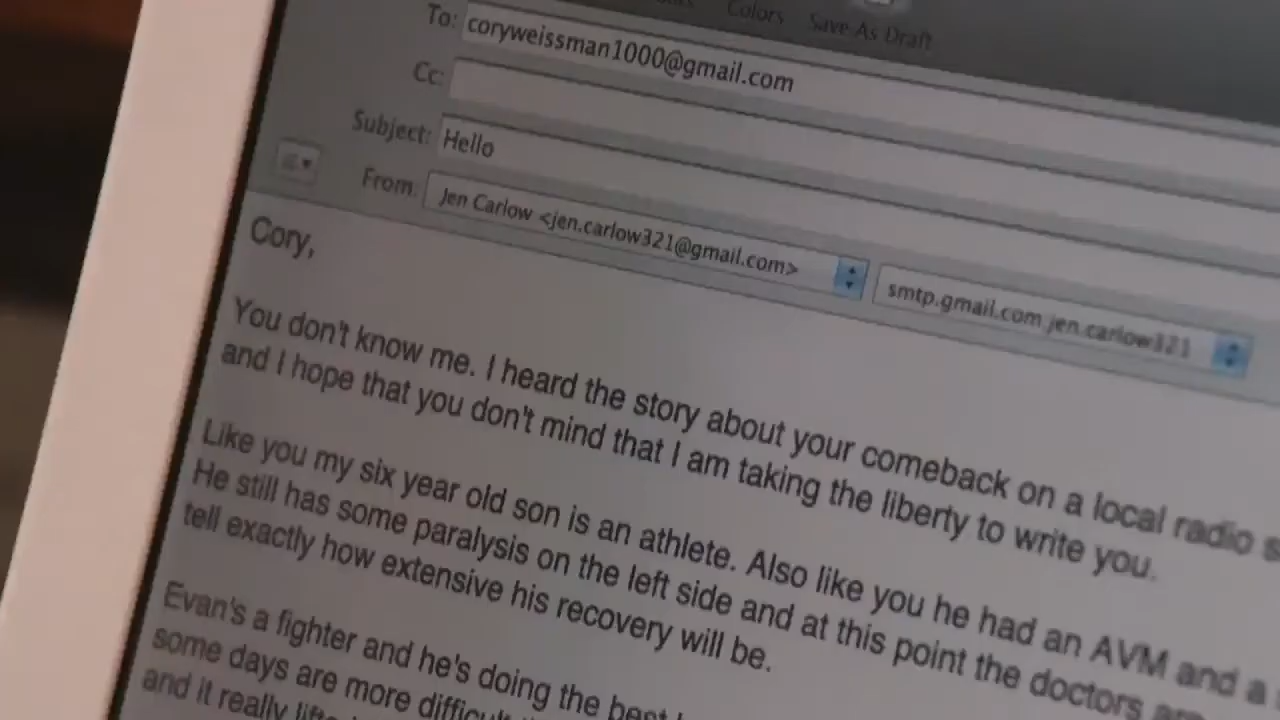 Colors Save As Draft
To: coryweissman1000@gmail.com
Cc:
Subject: Hello
From: Jen Carlow <jen.carlow321@gmail.com> smtp.gmail.com:jen.carlow321
Cory,
You don't know me. I heard the story about your comeback on a local radio
and I hope that you don't mind that I am taking the liberty to write you.
Like you my six year old son is an athlete. Also like you he had an AVM and a
He still has some paralysis on the left side and at this point the doctors are
tell exactly how extensive his recovery will be.
Evan's a fighter and he's doing the best
some days are more difficult
and it really